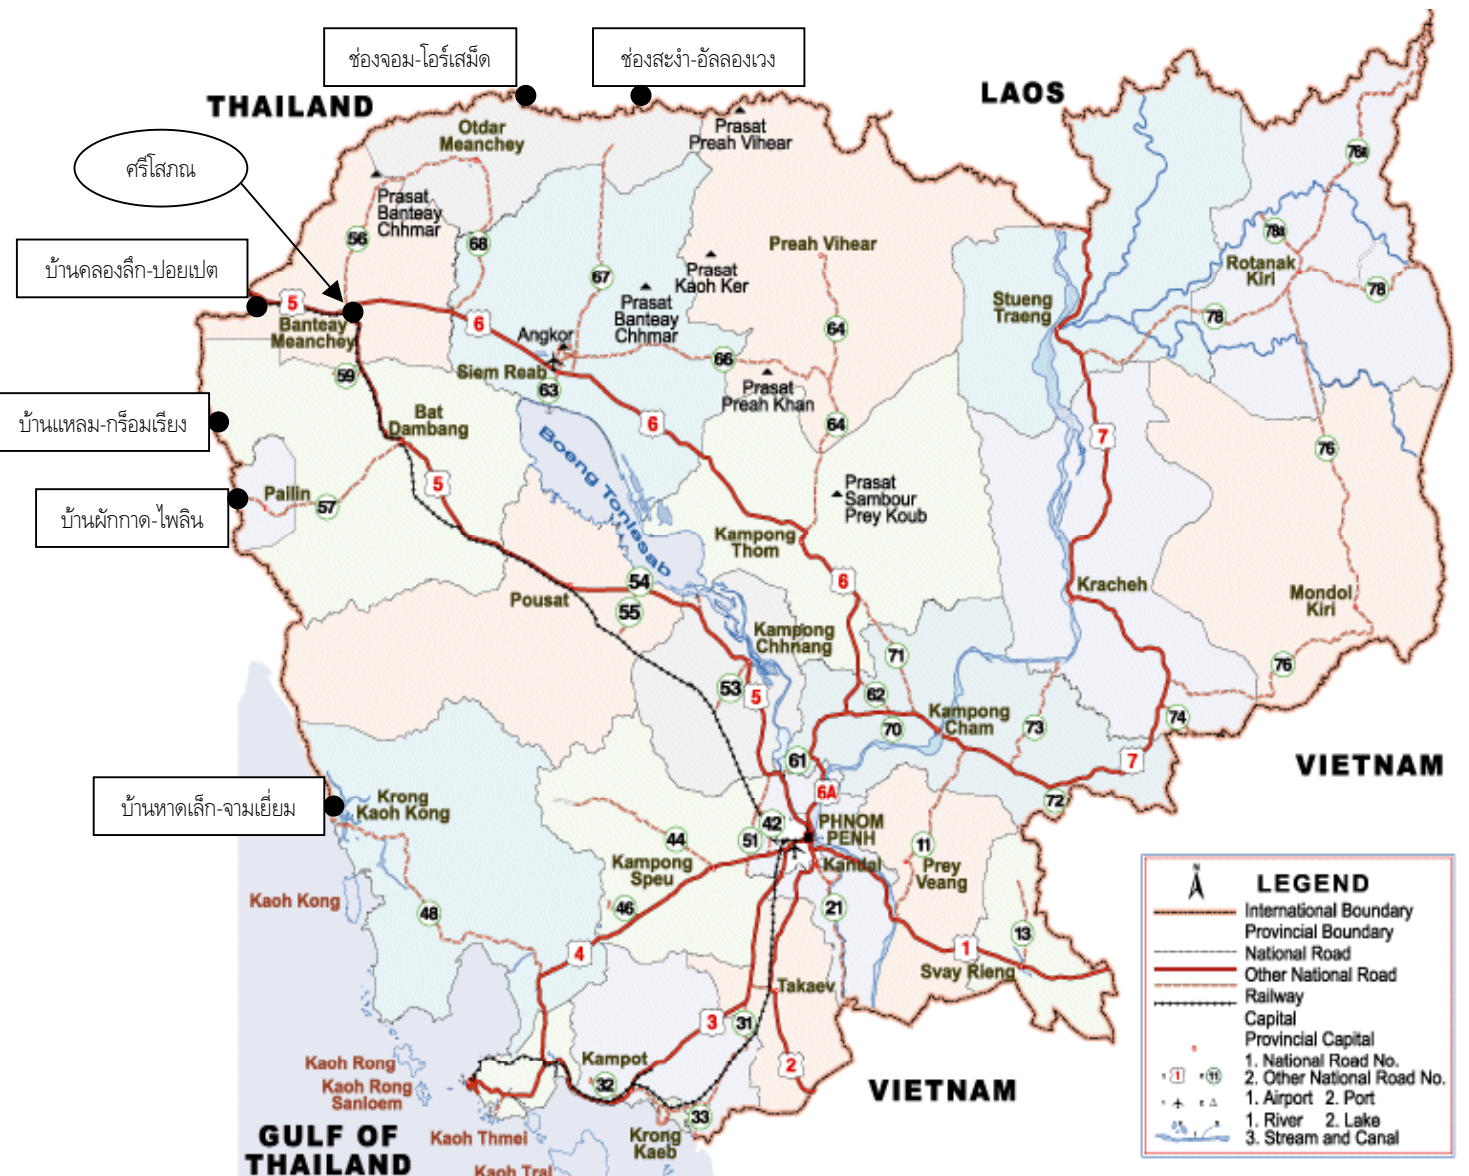 ช่องจอม-โอร์เสม็ด
ช่องสะงำ-อัลลองเวง
THAILAND
LAOS
Otdar
Meanchey
Prasat
Preah Vihear
ศรีโสภณ
Prasat
Banteay
Chhmar
76a
56
68
67
Preah Vihear
Prasat
Kaoh Ker
78a
Rotanak
Kiri
78
บ้านคลองลึก-ปอยเปต
5
Banteay
Meanchey
6
Angkor
Prasat
Banteay
Chhmar
Stueng
Traeng
78
64
66
59
Siem Reab
63
Prasat
Preah Khan
บ้านแหลม-กร็อมเรียง
Bat
Dambang
6
64
7
76
Boeng Tonlesab
5
Pailin
57
Prasat
Sambour
Prey Koub
บ้านผักกาด-ไพลิน
Kampong
Thom
6
54
55
Pousat
Kracheh
Mondol
Kiri
Kampong
Chhnang
71
76
53
5
62
Kampong
Cham
70
73
74
61
7
VIETNAM
6A
72
บ้านหาดเล็ก-จามเยี่ยม
Krong
Kaoh Kong
44
51
42
PHNOM
PENH
Kandal
11
Prey
Veang
Kampong
Speu
Kaoh Kong
48
46
21
13
4
1
Svay Rieng
Takaev
3
31
Kampot
32
2
Kaoh Rong
Kaoh Rong
Sanloem
VIETNAM
33
Kaoh Thmei
Krong
Kaeb
GULF OF
THAILAND
Kaoh Tral
N
LEGEND
International Boundary
Provincial Boundary
National Road
Other National Road
Railway
Capital
Provincial Capital
1. National Road No.
1 11 2. Other National Road No.
1. Airport 2. Port
1. River 2. Lake
3. Stream and Canal